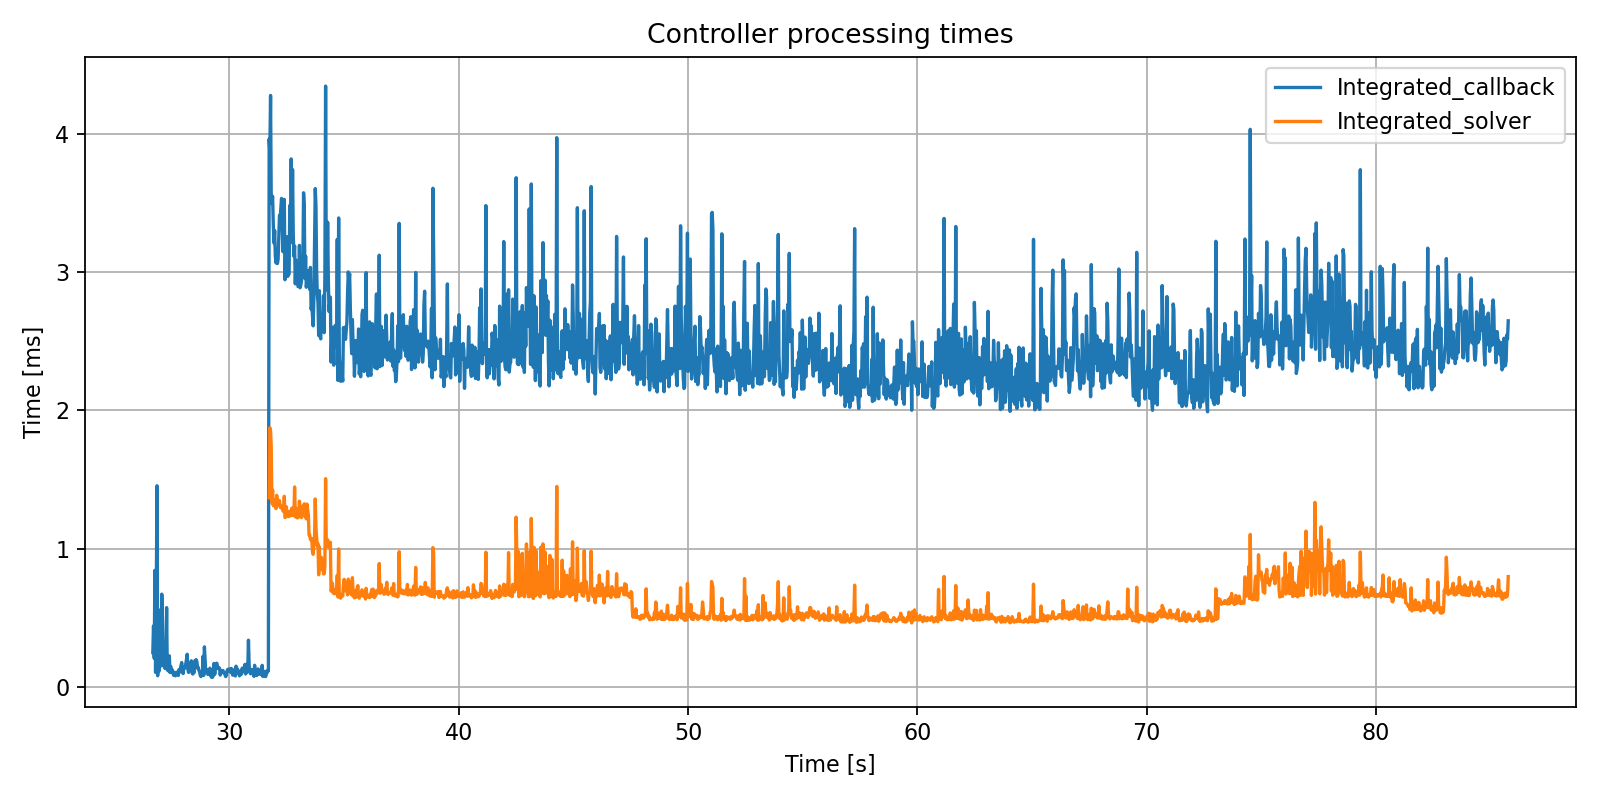 Controller processing times
Integrated_callback
Integrated_solver
Time [ms]
4
3
2
1
0
30 40 50 60 70 80
Time [s]